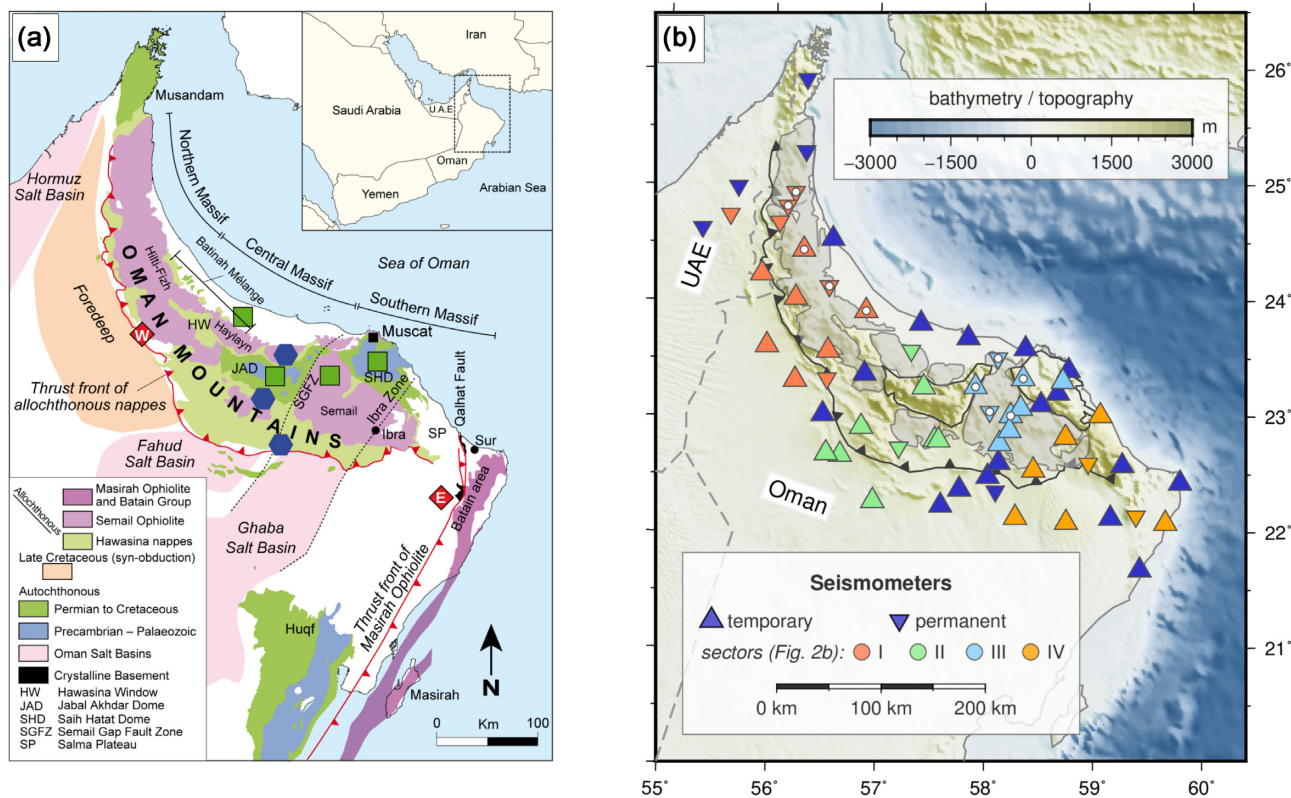 (a)
Iran
Saudi Arabia
U.A.E
Oman
Yemen
Arabian Sea
Musandam
Hormuz
Salt Basin
Northern Massif
Central Massif
Southern Massif
Batinah Mélange
Sea of Oman
Foredeep
OMAN MOUNTAINS
Hilti-Fizh
HW
Haylayn
Muscat
W
JAD
SGFZ
SHD
Semail
Ibra Zone
Ibra
Qalhat Fault
SP
Sur
Thrust front of
allochthonous nappes
Fahud
Salt Basin
Ghaba
Salt Basin
E
Batain area
Thrust front of
Masirah Ophiolite
Huqf
Masirah
N
0 Km 100
Allochthonous
Masirah Ophiolite
and Batain Group
Semail Ophiolite
Hawasina nappes
Late Cretaceous (syn-obduction)
Autochthonous
Permian to Cretaceous
Precambrian – Palaeozoic
Oman Salt Basins
Crystalline Basement
HW Hawasina Window
JAD Jabal Akhdar Dome
SHD Saih Hatat Dome
SGFZ Semail Gap Fault Zone
SP Salma Plateau
(b)
bathymetry / topography
m
−3000 −1500 0 1500 3000
UAE
Oman
Seismometers
temporary permanent
sectors (Fig. 2b): I II III IV
0 km 100 km 200 km
26°
25°
24°
23°
22°
21°
55° 56° 57° 58° 59° 60°